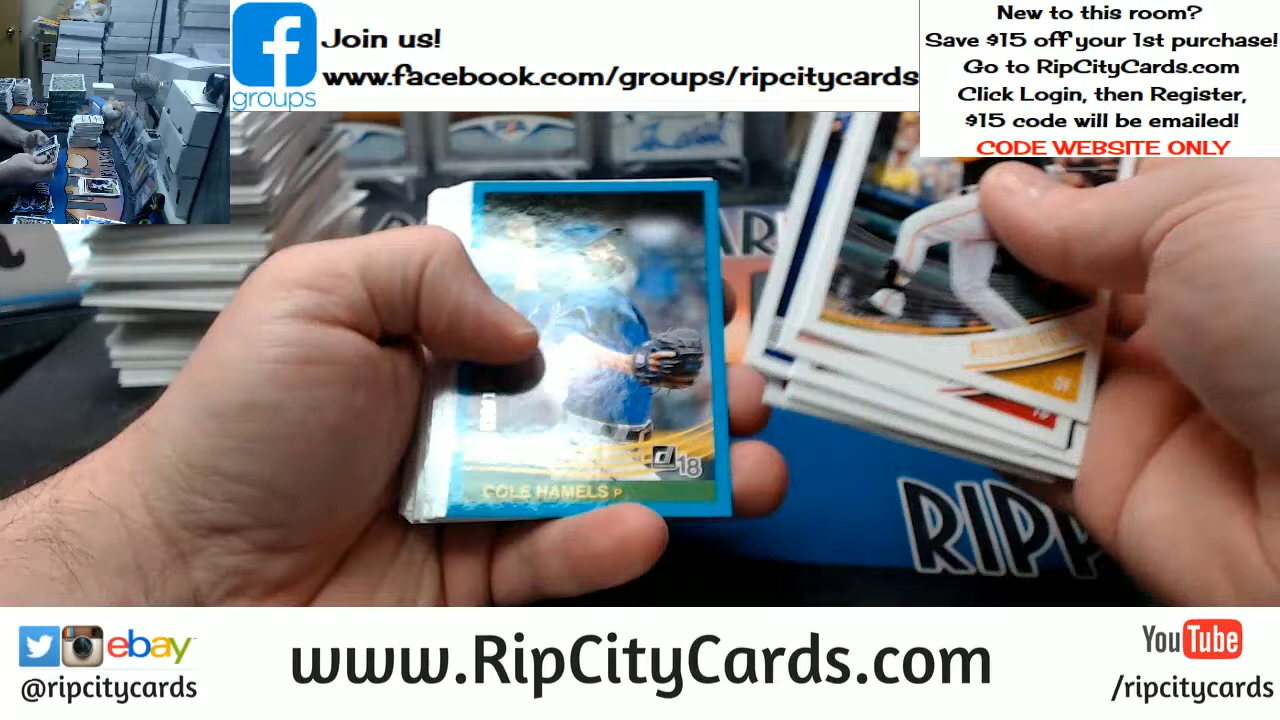 Join us!
www.facebook.com/groups/ripcitycards
groups
New to this room?
Save $15 off your 1st purchase!
Go to RipCityCards.com
Click Login, then Register,
$15 code will be emailed!
CODE WEBSITE ONLY
18
COLE HAMELS P
RIPP
ebay
@ripcitycards
www.RipCityCards.com
YouTube
/ripcitycards